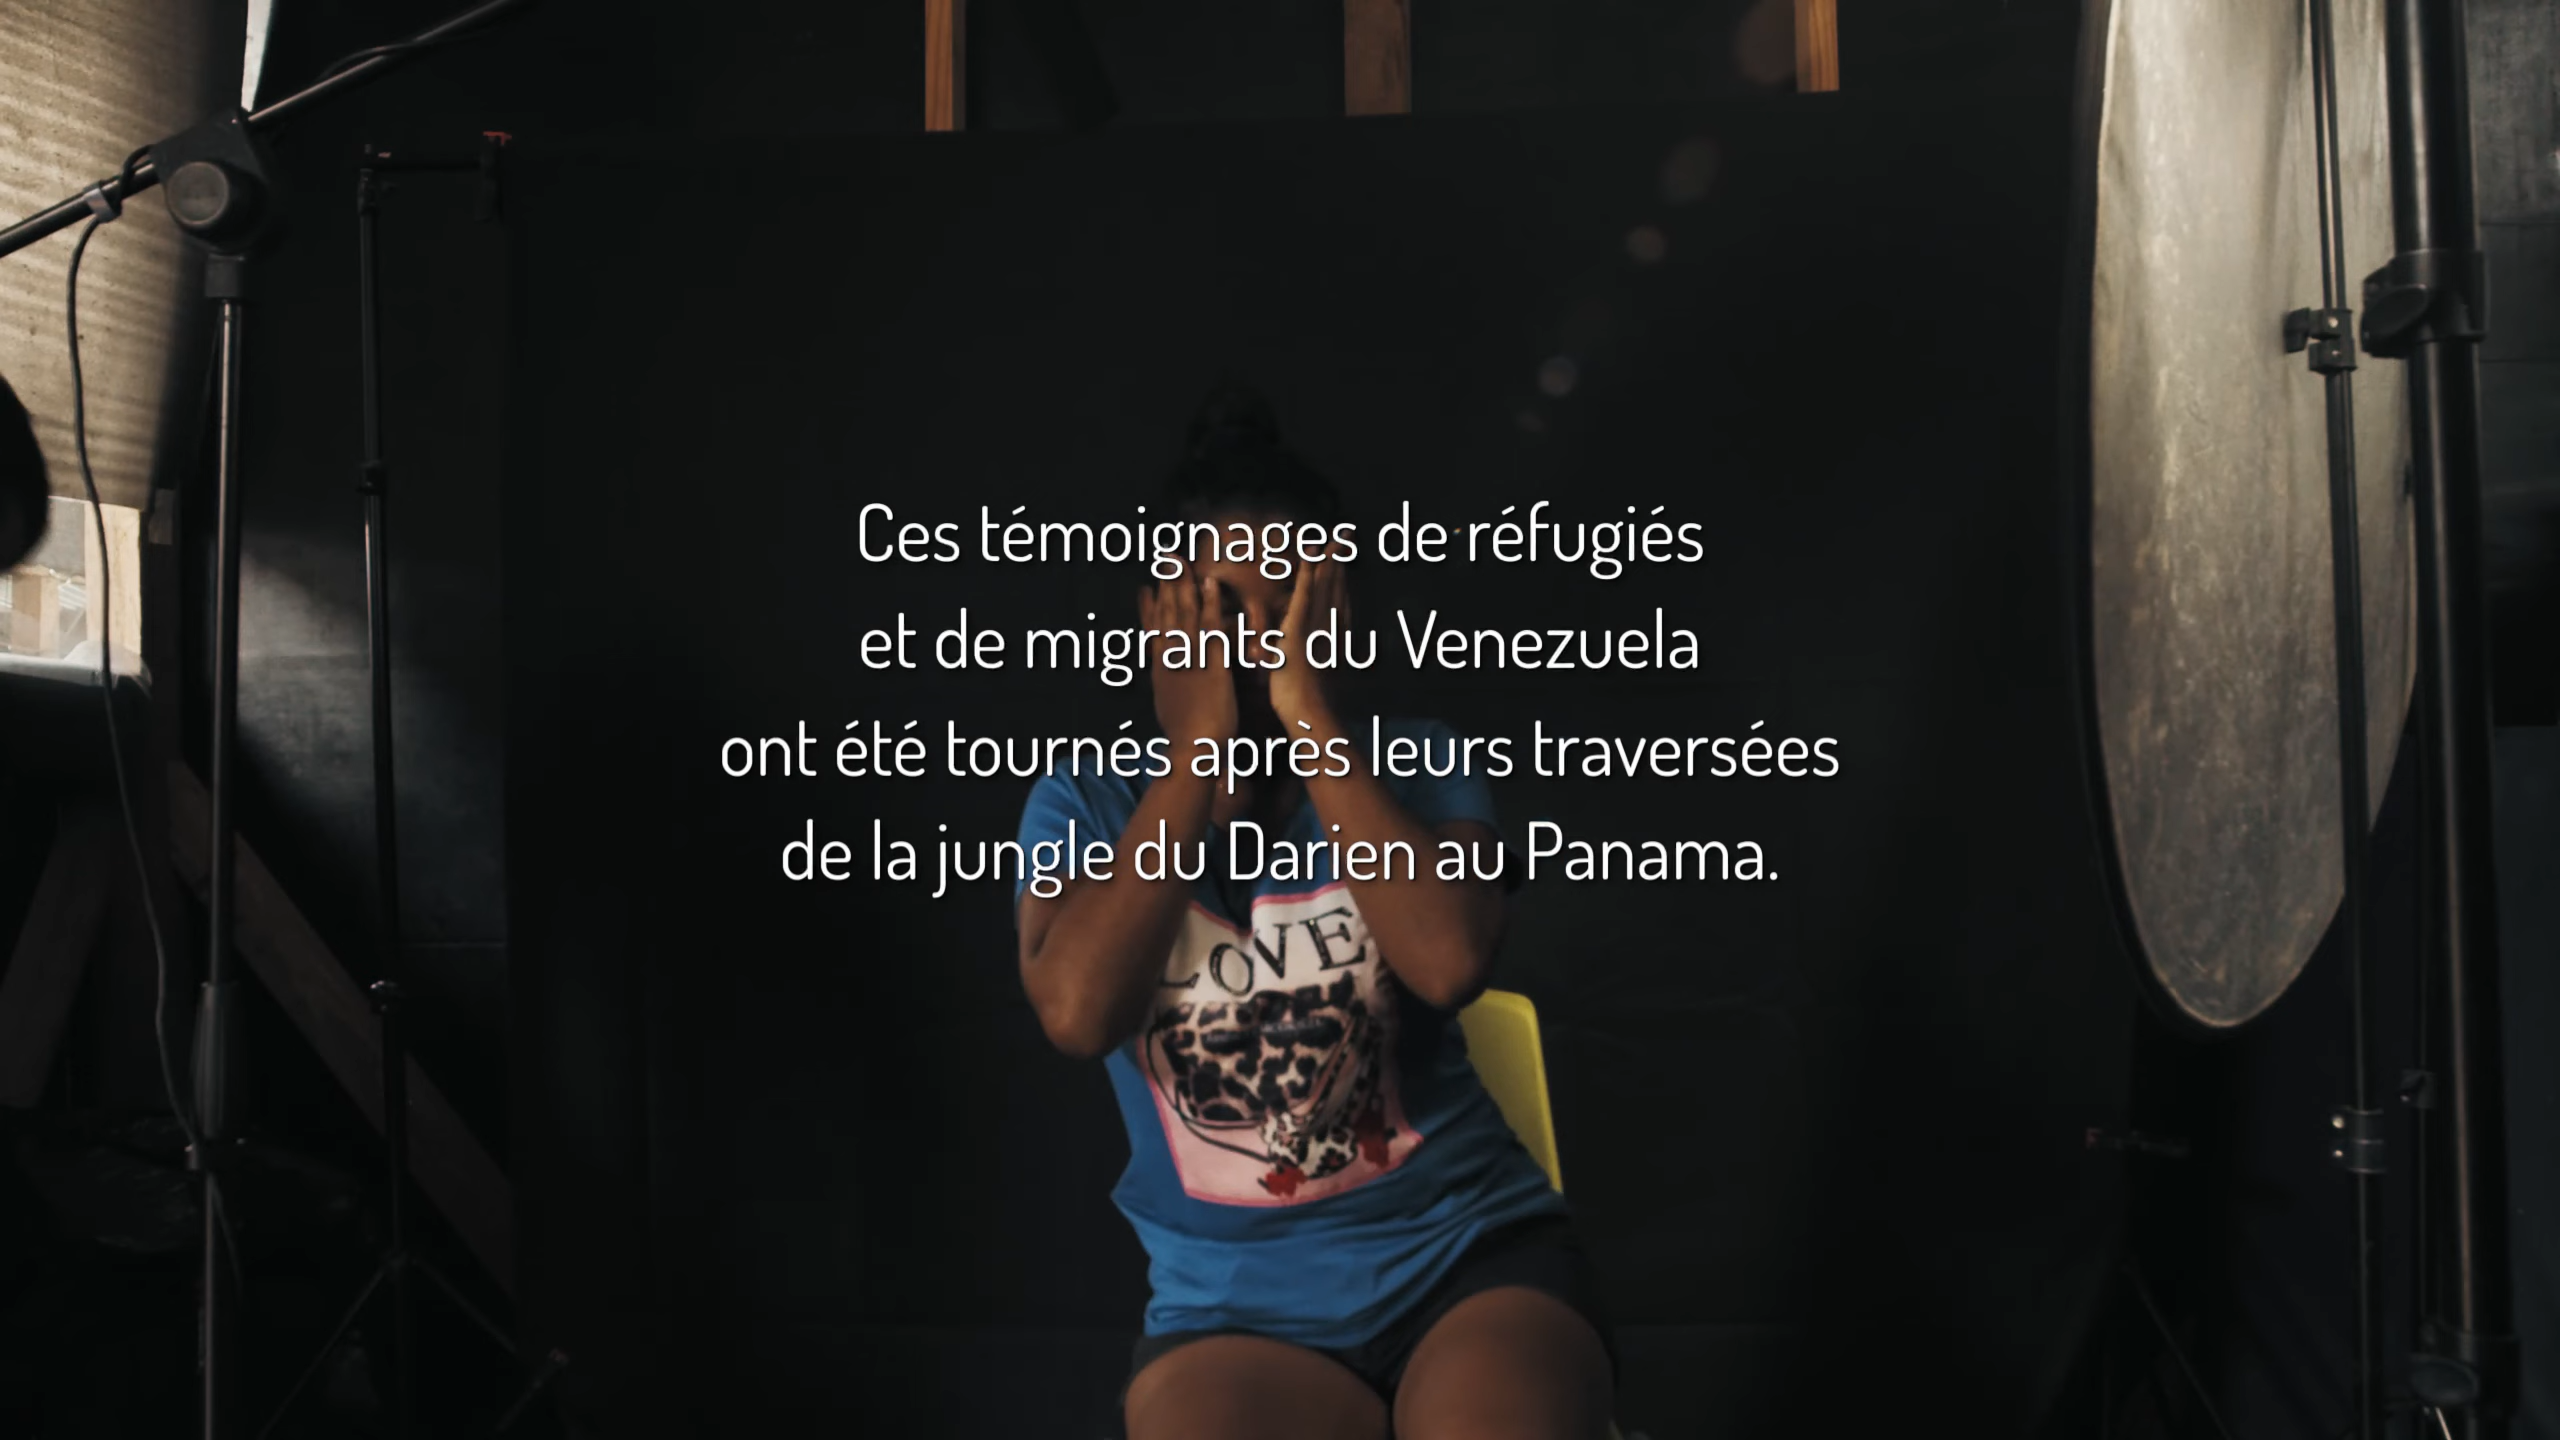 Ces témoignages de réfugiés
et de migrants du Venezuela
ont été tournés après leurs traversées
de la jungle du Darien au Panama.
LOVE